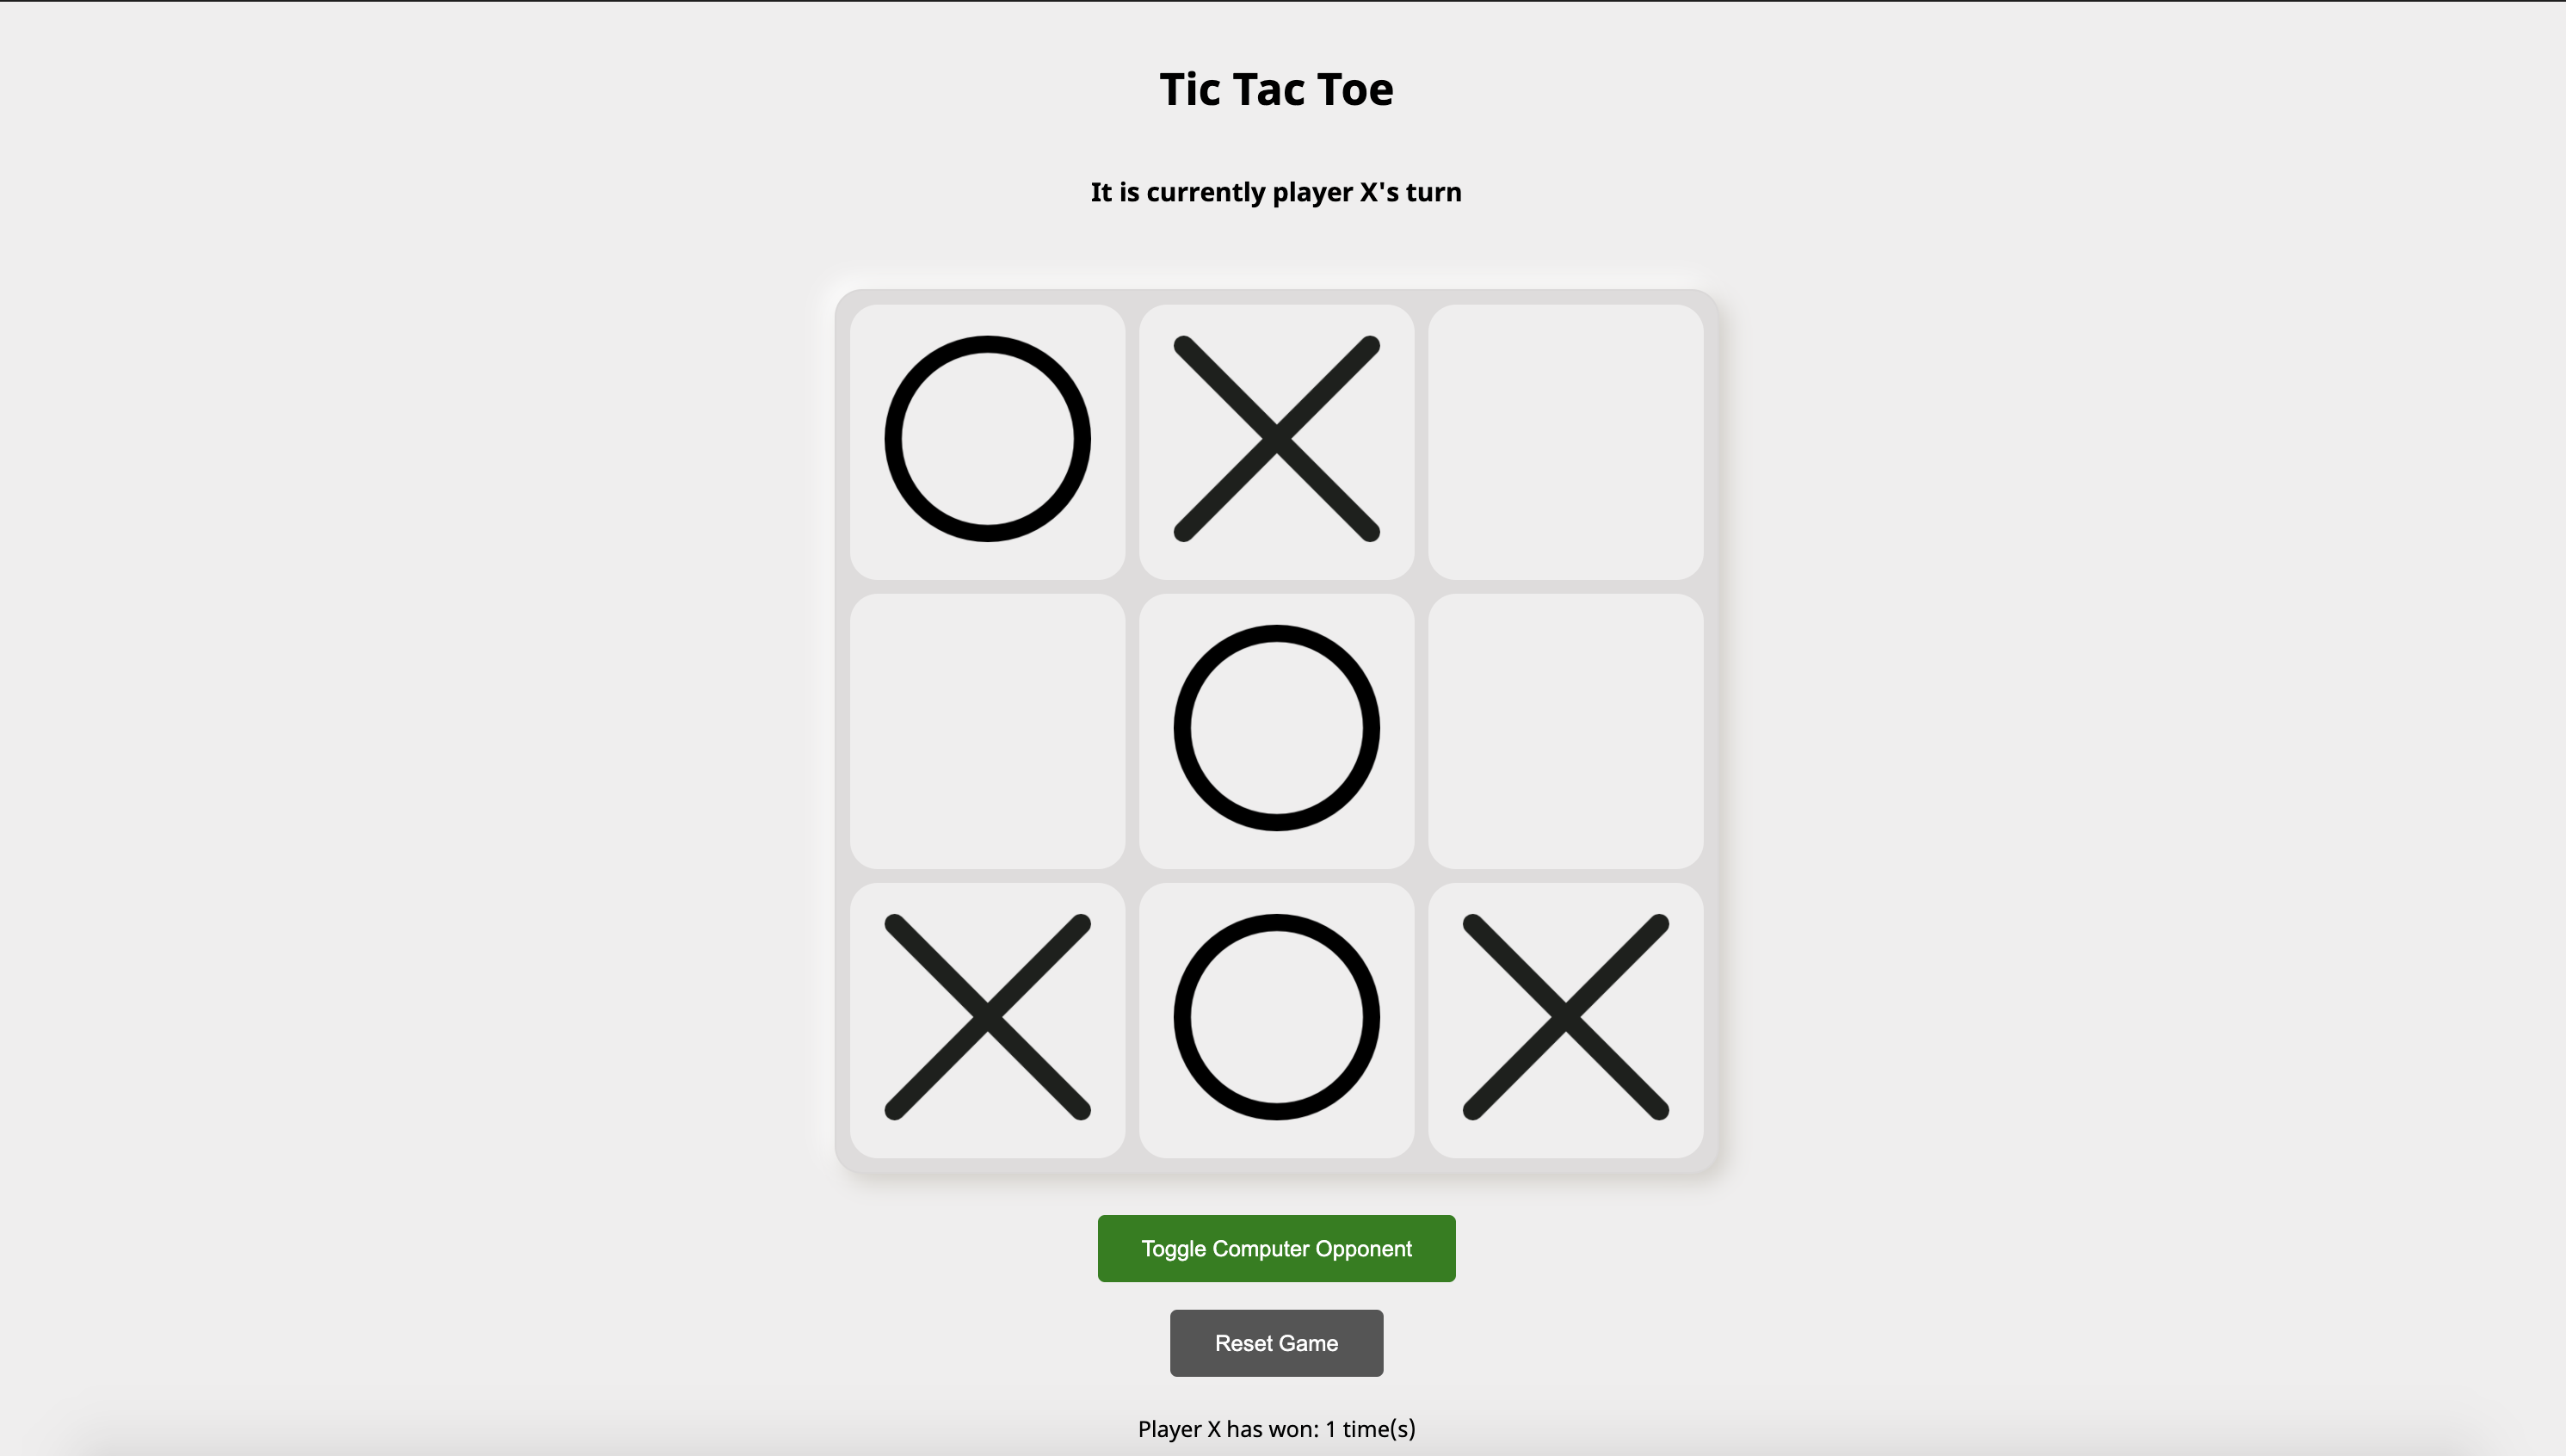 Tic Tac Toe
It is currently player X's turn
Toggle Computer Opponent
Reset Game
Player X has won: 1 time(s)